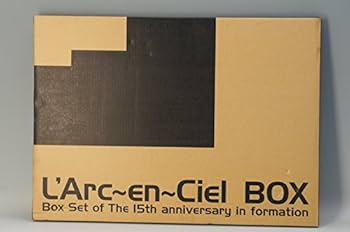 L'Arc~en~Ciel BOX
Box Set of The 15th anniversary in formation